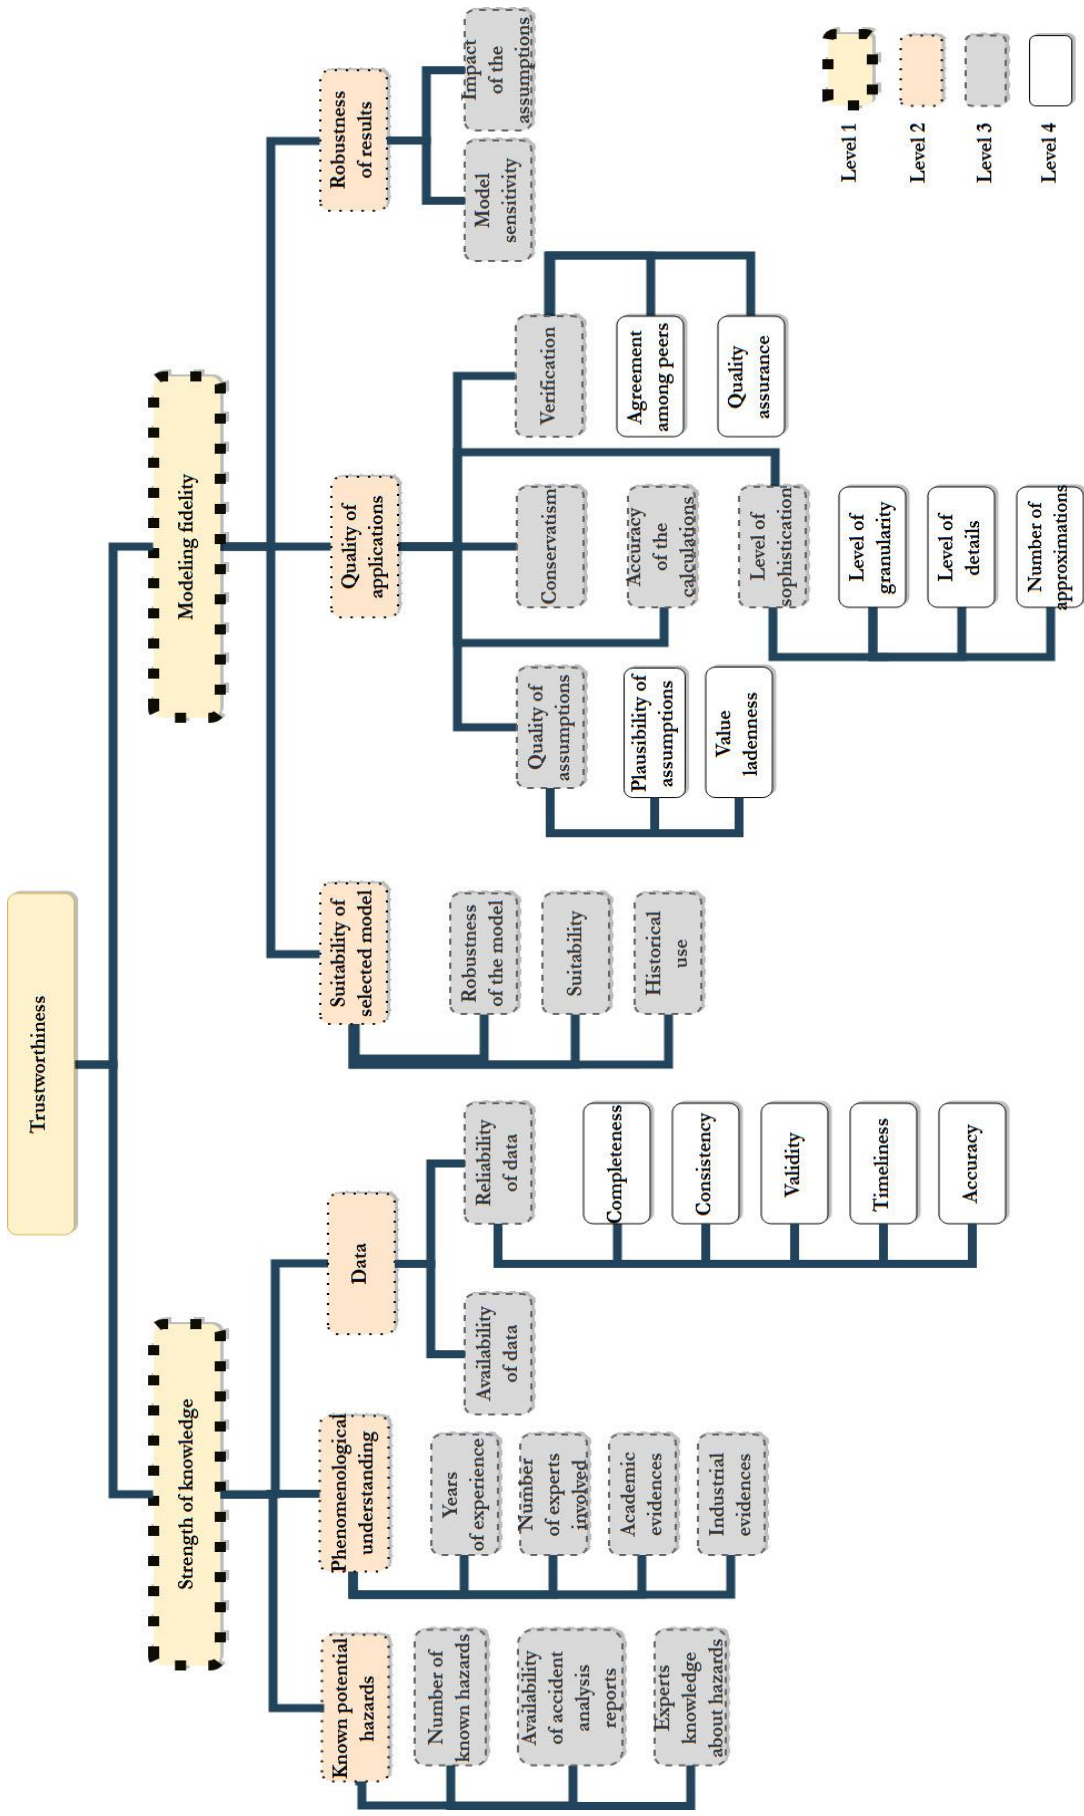 Trustworthiness
Strength of knowledge
Modeling fidelity
Known potential
hazards
Phenomenological
understanding
Data
Suitability of
selected model
Quality of
applications
Robustness
of results
Number of
known hazards
Availability
of accident
analysis
reports
Experts
knowledge
about hazards
Years
of experience
Number
of experts
involved
Academic
evidences
Industrial
evidences
Availability
of data
Reliability
of data
Completeness
Consistency
Validity
Timeliness
Accuracy
Robustness
of the model
Suitability
Historical
use
Quality of
assumptions
Plausibility of
assumptions
Value
ladenness
Conservatism
Accuracy
of the
calculations
Level of
sophistication
Level of
granularity
Level of
details
Number of
approximations
Verification
Agreement
among peers
Quality
assurance
Model
sensitivity
Impact
of the
assumptions
Level 1
Level 2
Level 3
Level 4